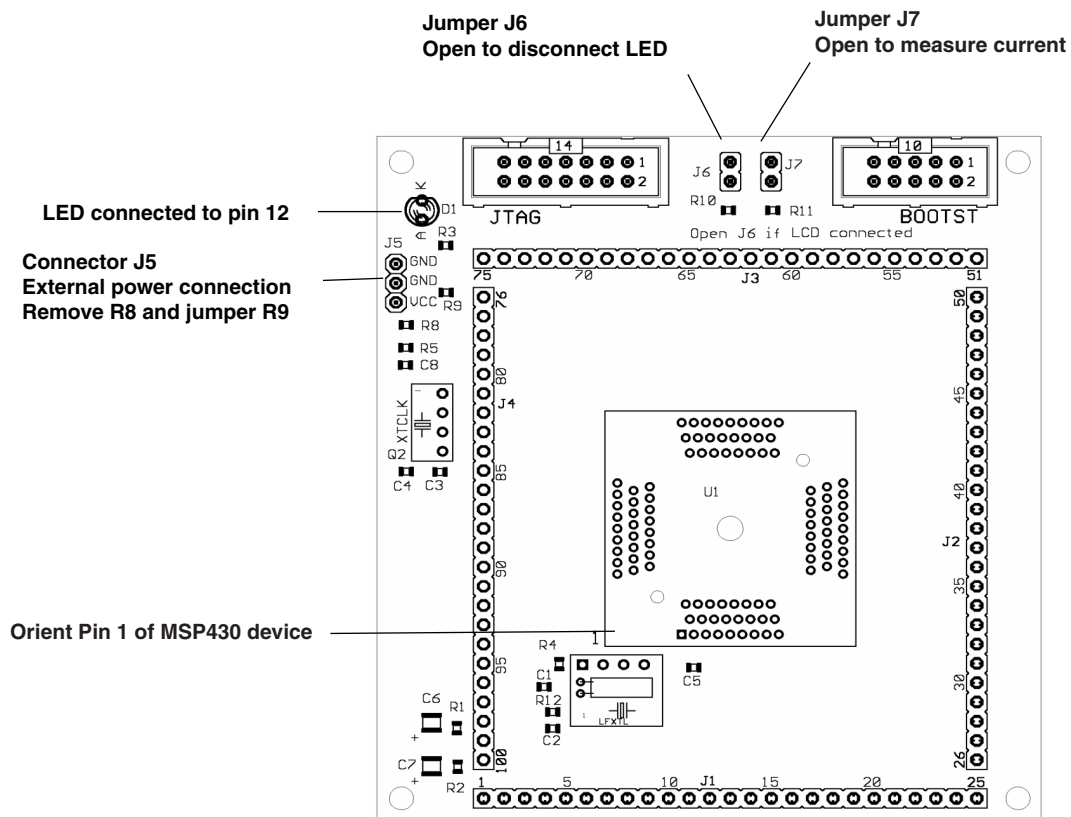 Jumper J6
Open to disconnect LED
Jumper J7
Open to measure current
14
1
2
10
1
2
J6
J7
K
D1
A
LED connected to pin 12
JTAG
R10
R11
BOOTST
Open J6 if LCD connected
R3
J5
GND
GND
VCC
Connector J5
External power connection
Remove R8 and jumper R9
R9
R8
R5
C8
75
70
65
J3
60
55
51
76
80
J4
85
90
95
100
50
45
40
J2
35
30
26
1
XTCLK
Q2
C4
C3
U1
Orient Pin 1 of MSP430 device
1
R4
C1
R12
C2
1
LFXTL
C5
C6
R1
+
C7
+
R2
1
5
10
J1
15
20
25